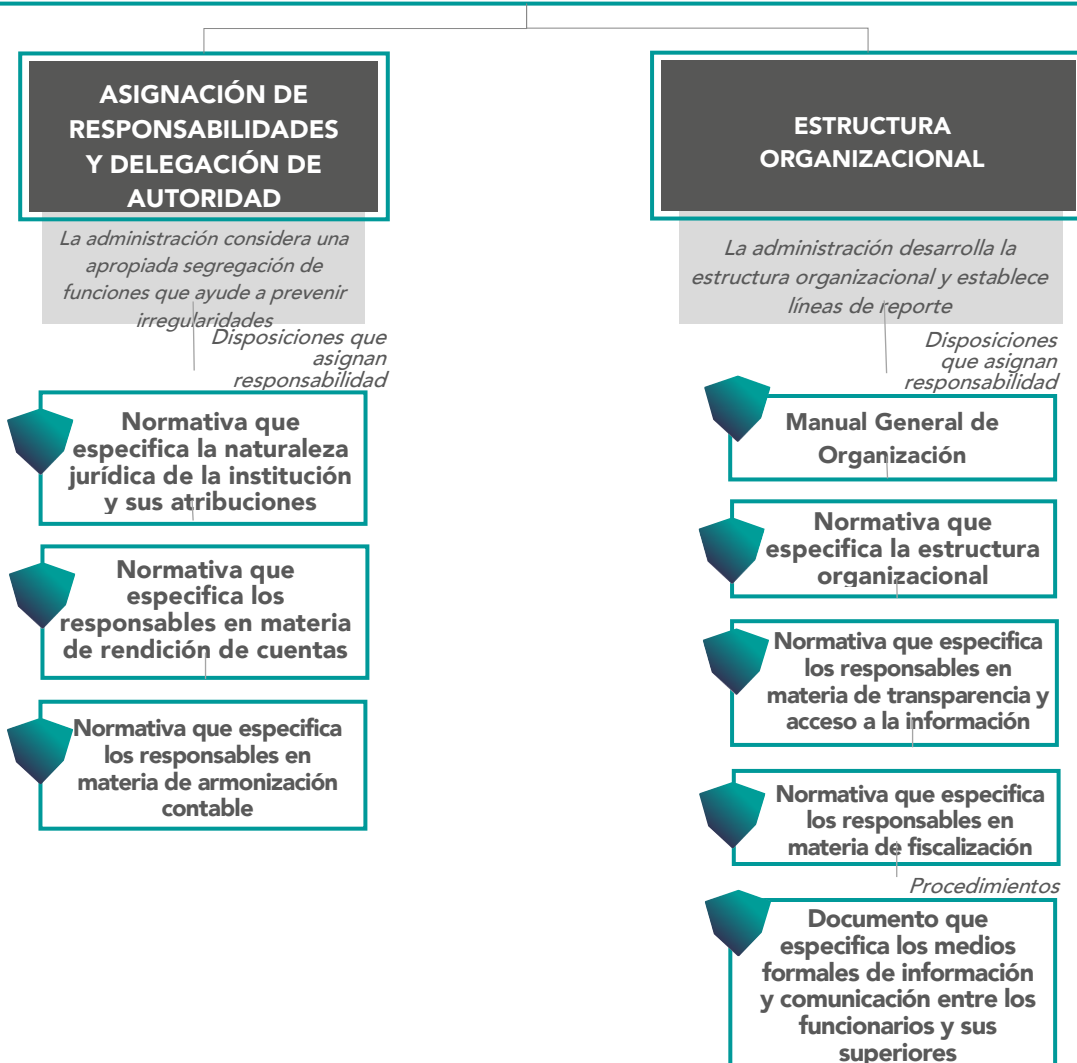 ASIGNACIÓN DE
RESPONSABILIDADES
Y DELEGACIÓN DE
AUTORIDAD
La administración considera una
apropiada segregación de
funciones que ayude a prevenir
irregularidades
Disposiciones que
asignan
responsabilidad
Normativa que
especifica la naturaleza
jurídica de la institución
y sus atribuciones
Normativa que
especifica los
responsables en materia
de rendición de cuentas
Normativa que especifica
los responsables en
materia de armonización
contable
ESTRUCTURA
ORGANIZACIONAL
La administración desarrolla la
estructura organizacional y establece
líneas de reporte
Disposiciones
que asignan
responsabilidad
Manual General de
Organización
Normativa que
especifica la estructura
organizacional
Normativa que especifica
los responsables en
materia de transparencia y
acceso a la información
Normativa que especifica
los responsables en
materia de fiscalización
Procedimientos
Documento que
especifica los medios
formales de información
y comunicación entre los
funcionarios y sus
superiores